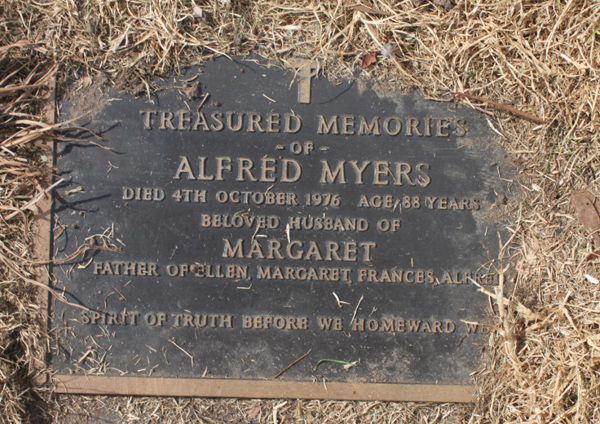 TREASURED MEMORIES
- OF -
ALFRED MYERS
DIED 4TH OCTOBER 1976 AGE 88 YEARS
BELOVED HUSBAND OF
MARGARET
FATHER OF ELLEN, MARGARET, FRANCES, ALFRED
SPIRIT OF TRUTH BEFORE WE HOMEWARD